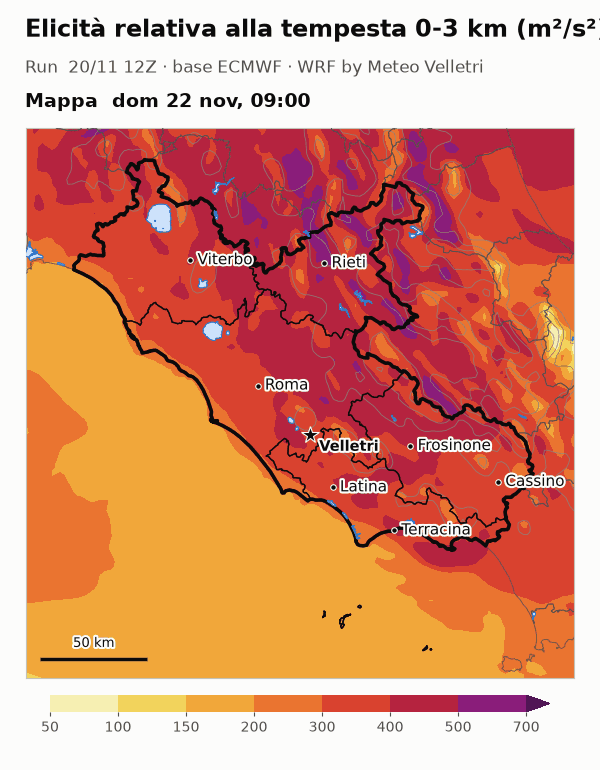 Elicità relativa alla tempesta 0-3 km (m²/s²)
Run 20/11 12Z · base ECMWF · WRF by Meteo Velletri
Mappa dom 22 nov, 09:00
Viterbo
Rieti
Roma
Velletri
Frosinone
Cassino
Latina
Terracina
50 km
50 100 150 200 300 400 500 700